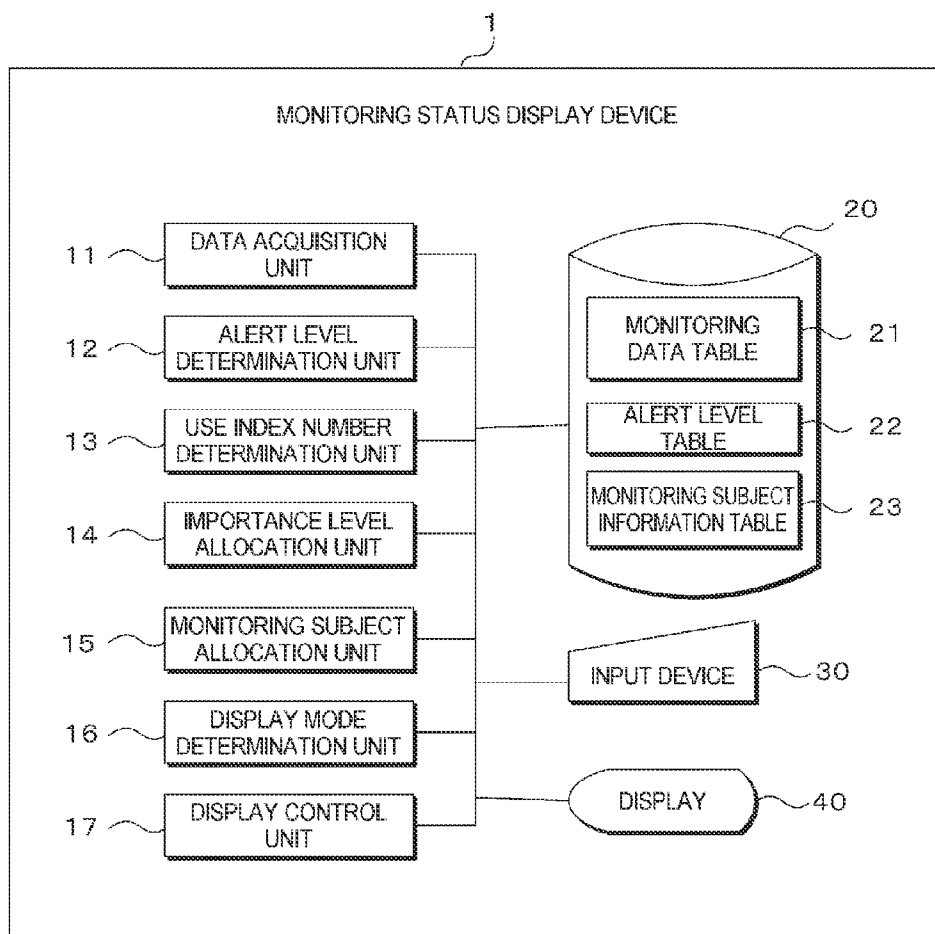 1
MONITORING STATUS DISPLAY DEVICE
11
DATA ACQUISITION
UNIT
12
ALERT LEVEL
DETERMINATION UNIT
13
USE INDEX NUMBER
DETERMINATION UNIT
14
IMPORTANCE LEVEL
ALLOCATION UNIT
15
MONITORING SUBJECT
ALLOCATION UNIT
16
DISPLAY MODE
DETERMINATION UNIT
17
DISPLAY CONTROL
UNIT
20
MONITORING
DATA TABLE
21
ALERT LEVEL
TABLE
22
MONITORING SUBJECT
INFORMATION TABLE
23
INPUT DEVICE
30
DISPLAY
40